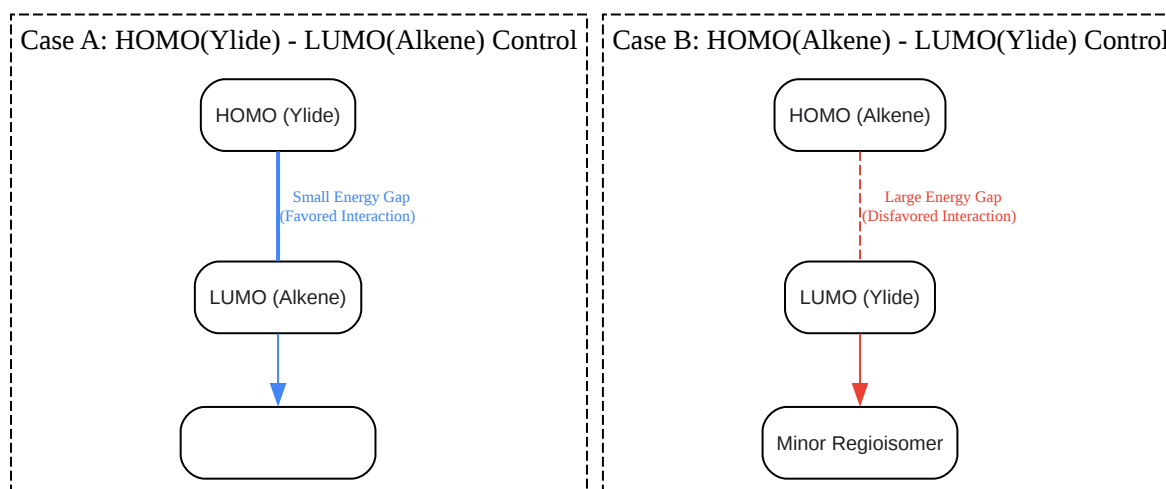 Case A: HOMO(Ylide) - LUMO(Alkene) Control
HOMO (Ylide)
Small Energy Gap
(Favored Interaction)
LUMO (Alkene)
Case B: HOMO(Alkene) - LUMO(Ylide) Control
HOMO (Alkene)
Large Energy Gap
(Disfavored Interaction)
LUMO (Ylide)
Minor Regioisomer